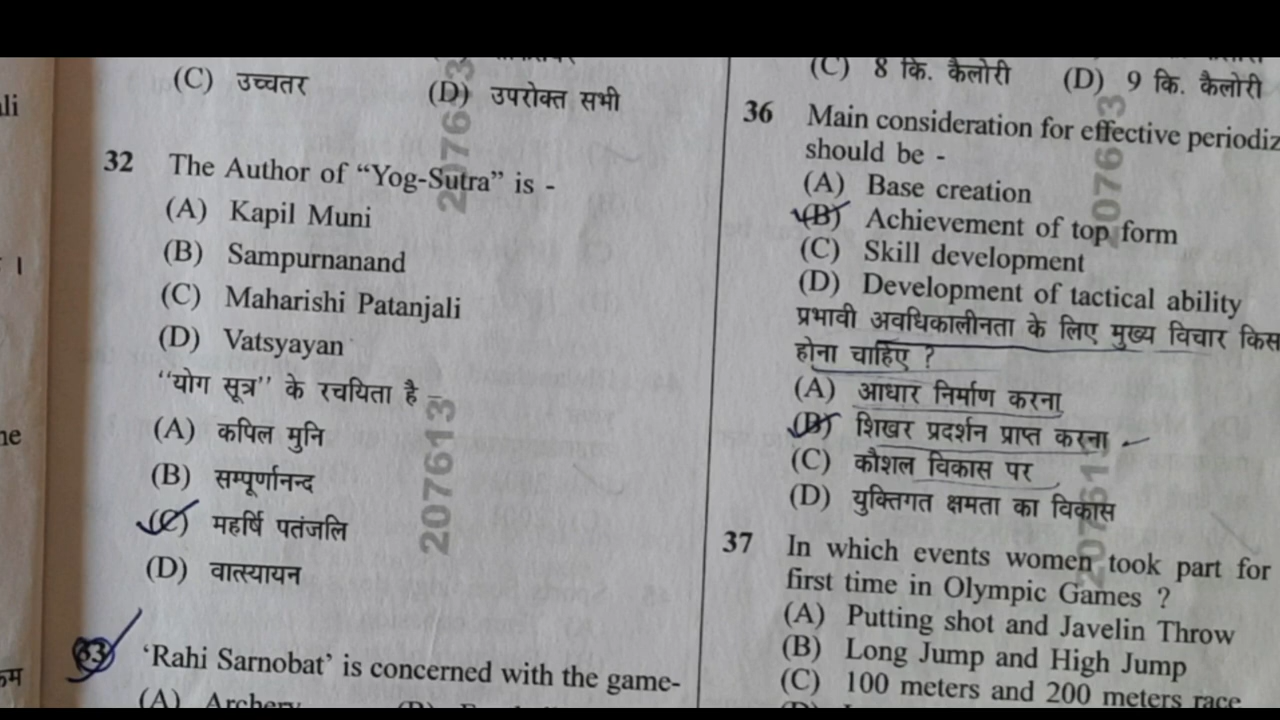 (C) उच्चतर
(D) उपरोक्त सभी
32 The Author of “Yog-Sutra” is -
(A) Kapil Muni
(B) Sampurnanand
(C) Maharishi Patanjali
(D) Vatsyayan
“योग सूत्र” के रचयिता है –
(A) कपिल मुनि
(B) सम्पूर्णानन्द
(C) महर्षि पतंजलि
(D) वात्स्यायन
33 ‘Rahi Sarnobat’ is concerned with the game-
(A) Archery
(C) 8 कि. कैलोरी (D) 9 कि. कैलोरी
36 Main consideration for effective periodiz
should be -
(A) Base creation
(B) Achievement of top form
(C) Skill development
(D) Development of tactical ability
प्रभावी अवधिकालीनता के लिए मुख्य विचार किस
होना चाहिए ?
(A) आधार निर्माण करना
(B) शिखर प्रदर्शन प्राप्त करना
(C) कौशल विकास पर
(D) युक्तिगत क्षमता का विकास
37 In which events women took part for
first time in Olympic Games ?
(A) Putting shot and Javelin Throw
(B) Long Jump and High Jump
(C) 100 meters and 200 meters race
2076131
207613